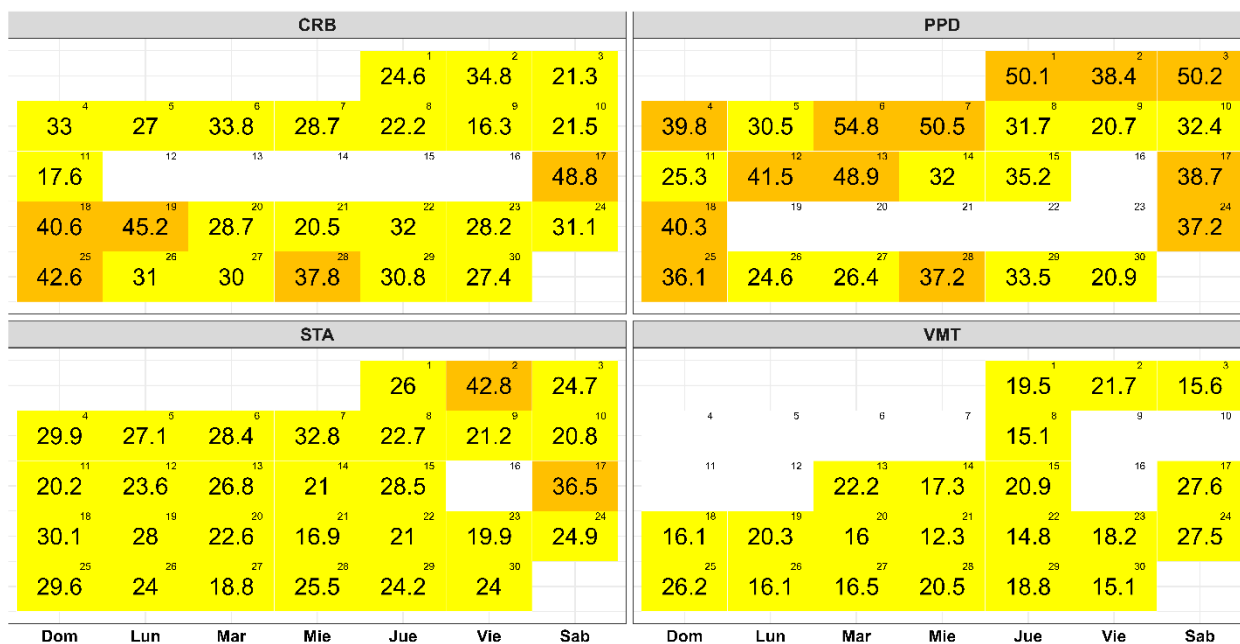 CRB
1 2 3
24.6 34.8 21.3
4 5 6 7 8 9 10
33 27 33.8 28.7 22.2 16.3 21.5
11 12 13 14 15 16 17
17.6 48.8
18 19 20 21 22 23 24
40.6 45.2 28.7 20.5 32 28.2 31.1
25 26 27 28 29 30
42.6 31 30 37.8 30.8 27.4
PPD
1 2 3
50.1 38.4 50.2
4 5 6 7 8 9 10
39.8 30.5 54.8 50.5 31.7 20.7 32.4
11 12 13 14 15 16 17
25.3 41.5 48.9 32 35.2 38.7
18 19 20 21 22 23 24
40.3 37.2
25 26 27 28 29 30
36.1 24.6 26.4 37.2 33.5 20.9
STA
1 2 3
26 42.8 24.7
4 5 6 7 8 9 10
29.9 27.1 28.4 32.8 22.7 21.2 20.8
11 12 13 14 15 16 17
20.2 23.6 26.8 21 28.5 36.5
18 19 20 21 22 23 24
30.1 28 22.6 16.9 21 19.9 24.9
25 26 27 28 29 30
29.6 24 18.8 25.5 24.2 24
Dom Lun Mar Mie Jue Vie Sab
VMT
1 2 3
19.5 21.7 15.6
4 5 6 7 8 9 10
15.1
11 12 13 14 15 16 17
22.2 17.3 20.9 27.6
18 19 20 21 22 23 24
16.1 20.3 16 12.3 14.8 18.2 27.5
25 26 27 28 29 30
26.2 16.1 16.5 20.5 18.8 15.1
Dom Lun Mar Mie Jue Vie Sab